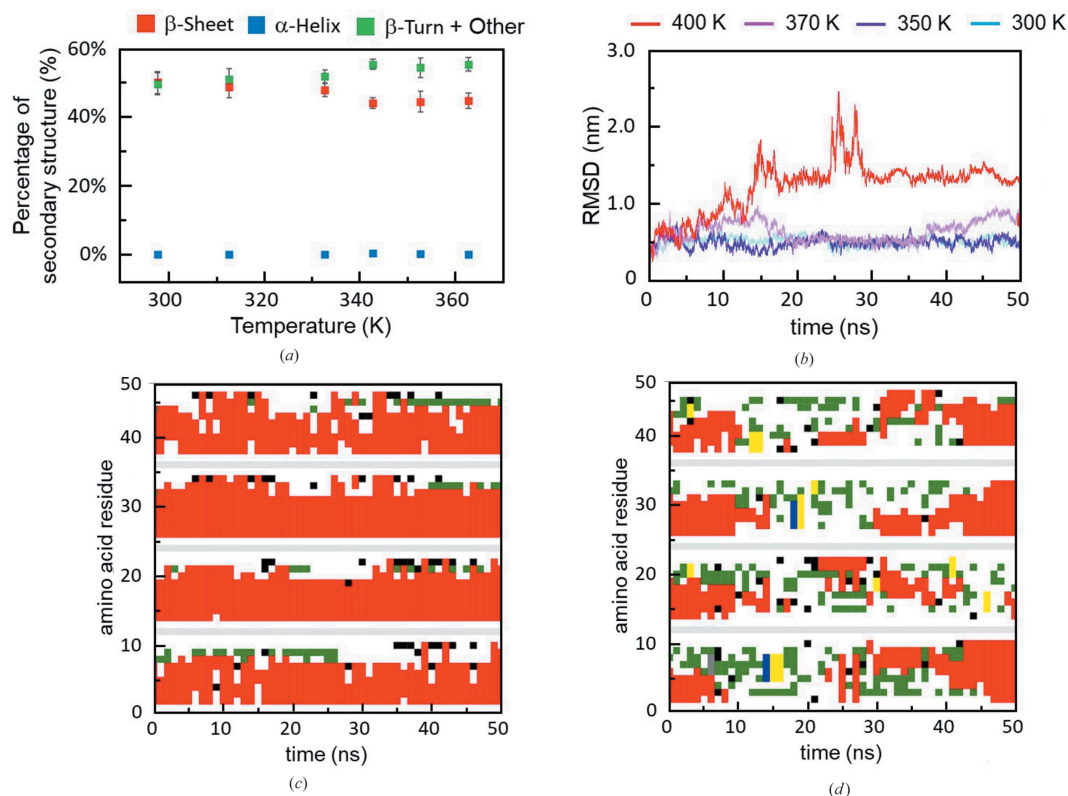 β-Sheet α-Helix β-Turn + Other
60%
40%
20%
0%
Percentage of
secondary structure (%)
300 320 340 360
Temperature (K)
(a)
400 K 370 K 350 K 300 K
3.0
2.0
1.0
0
RMSD (nm)
0 10 20 30 40 50
time (ns)
(b)
50
40
30
20
10
0
amino acid residue
0 10 20 30 40 50
time (ns)
(c)
50
40
30
20
10
0
amino acid residue
0 10 20 30 40 50
time (ns)
(d)